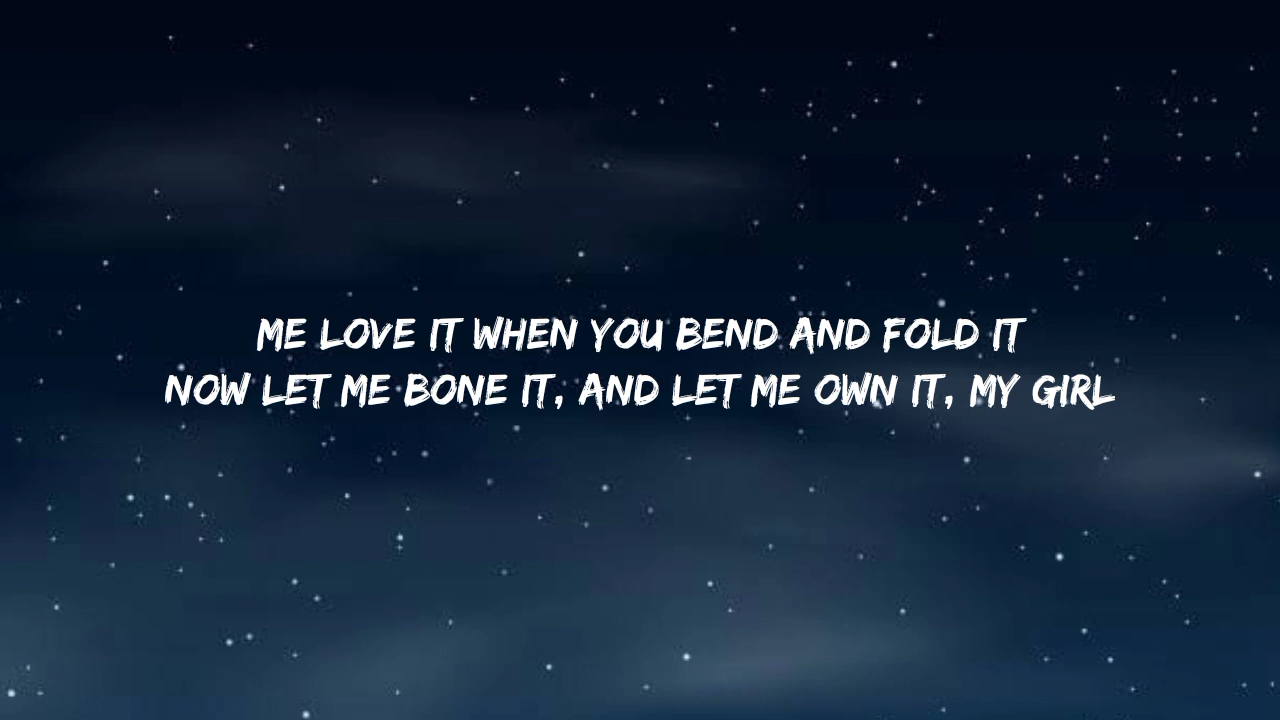 ME LOVE IT WHEN YOU BEND AND FOLD IT
NOW LET ME BONE IT, AND LET ME OWN IT, MY GIRL